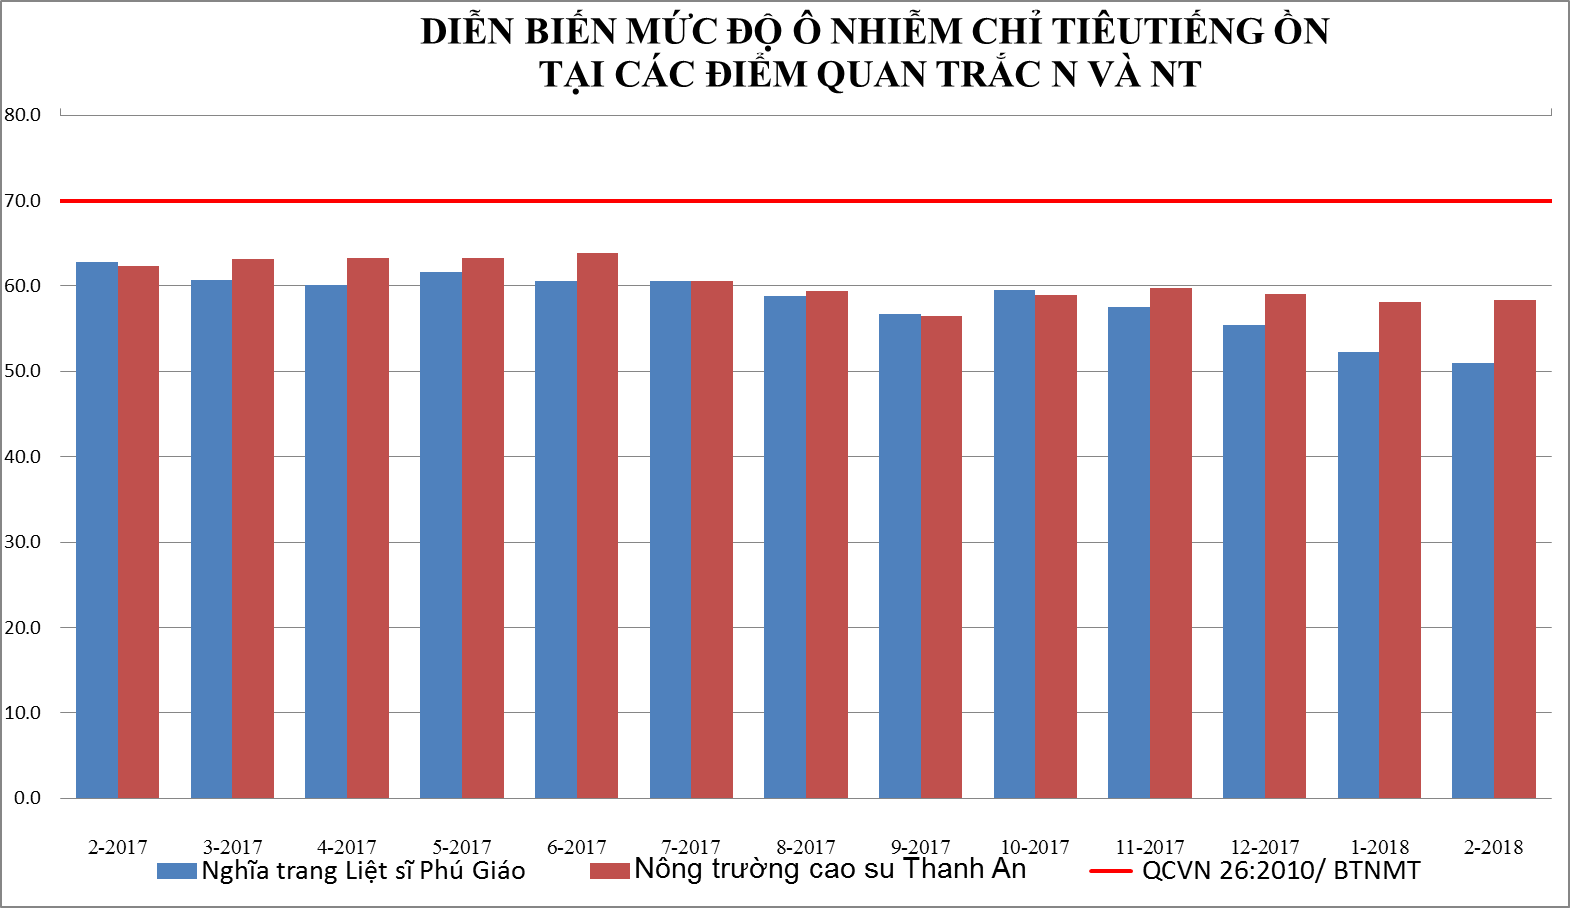 DIỄN BIẾN MỨC ĐỘ Ô NHIỄM CHỈ TIÊUTIẾNG ỒN
TẠI CÁC ĐIỂM QUAN TRẮC N VÀ NT
80.0
70.0
60.0
50.0
40.0
30.0
20.0
10.0
0.0
2-2017 3-2017 4-2017 5-2017 6-2017 7-2017 8-2017 9-2017 10-2017 11-2017 12-2017 1-2018 2-2018
Nghĩa trang Liệt sĩ Phú Giáo Nông trường cao su Thanh An QCVN 26:2010/ BTNMT